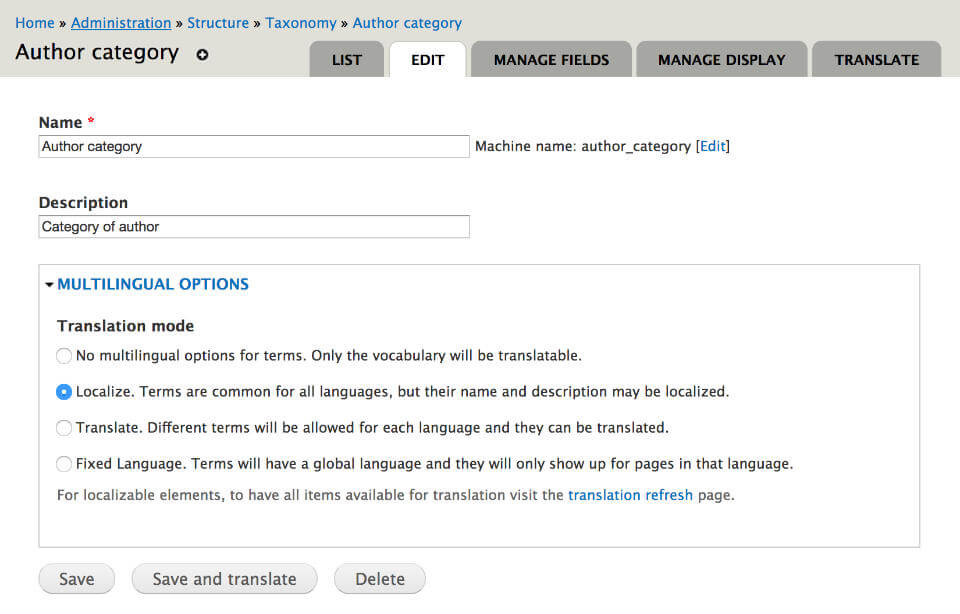 Home » Administration » Structure » Taxonomy » Author category
Author category
LIST EDIT MANAGE FIELDS MANAGE DISPLAY TRANSLATE
Name *
Author category Machine name: author_category [Edit]
Description
Category of author
MULTILINGUAL OPTIONS
Translation mode
No multilingual options for terms. Only the vocabulary will be translatable.
Localize. Terms are common for all languages, but their name and description may be localized.
Translate. Different terms will be allowed for each language and they can be translated.
Fixed Language. Terms will have a global language and they will only show up for pages in that language.
For localizable elements, to have all items available for translation visit the translation refresh page.
Save Save and translate Delete